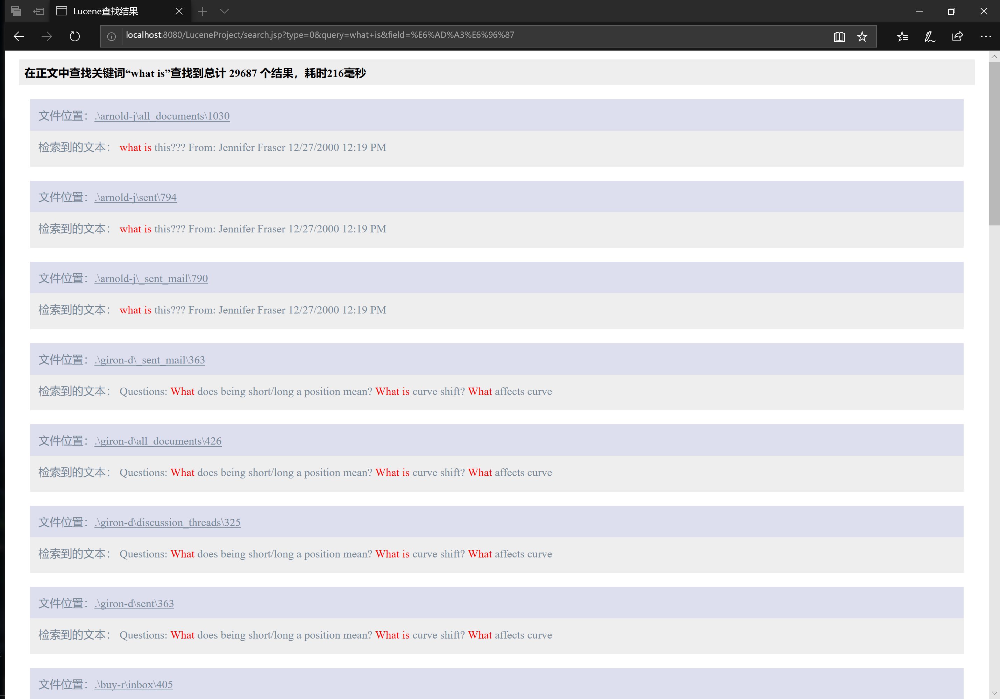 Lucene查找结果
localhost:8080/LuceneProject/search.jsp?type=0&query=what+is&field=%E6%AD%A3%E6%96%87
在正文中查找关键词“what is”查找到总计 29687 个结果，耗时216毫秒
文件位置：.\arnold-j\all_documents\1030
检索到的文本： what is this??? From: Jennifer Fraser 12/27/2000 12:19 PM
文件位置：.\arnold-j\sent\794
检索到的文本： what is this??? From: Jennifer Fraser 12/27/2000 12:19 PM
文件位置：.\arnold-j\_sent_mail\790
检索到的文本： what is this??? From: Jennifer Fraser 12/27/2000 12:19 PM
文件位置：.\giron-d\_sent_mail\363
检索到的文本： Questions: What does being short/long a position mean? What is curve shift? What affects curve
文件位置：.\giron-d\all_documents\426
检索到的文本： Questions: What does being short/long a position mean? What is curve shift? What affects curve
文件位置：.\giron-d\discussion_threads\325
检索到的文本： Questions: What does being short/long a position mean? What is curve shift? What affects curve
文件位置：.\giron-d\sent\363
检索到的文本： Questions: What does being short/long a position mean? What is curve shift? What affects curve
文件位置：.\buy-r\inbox\405